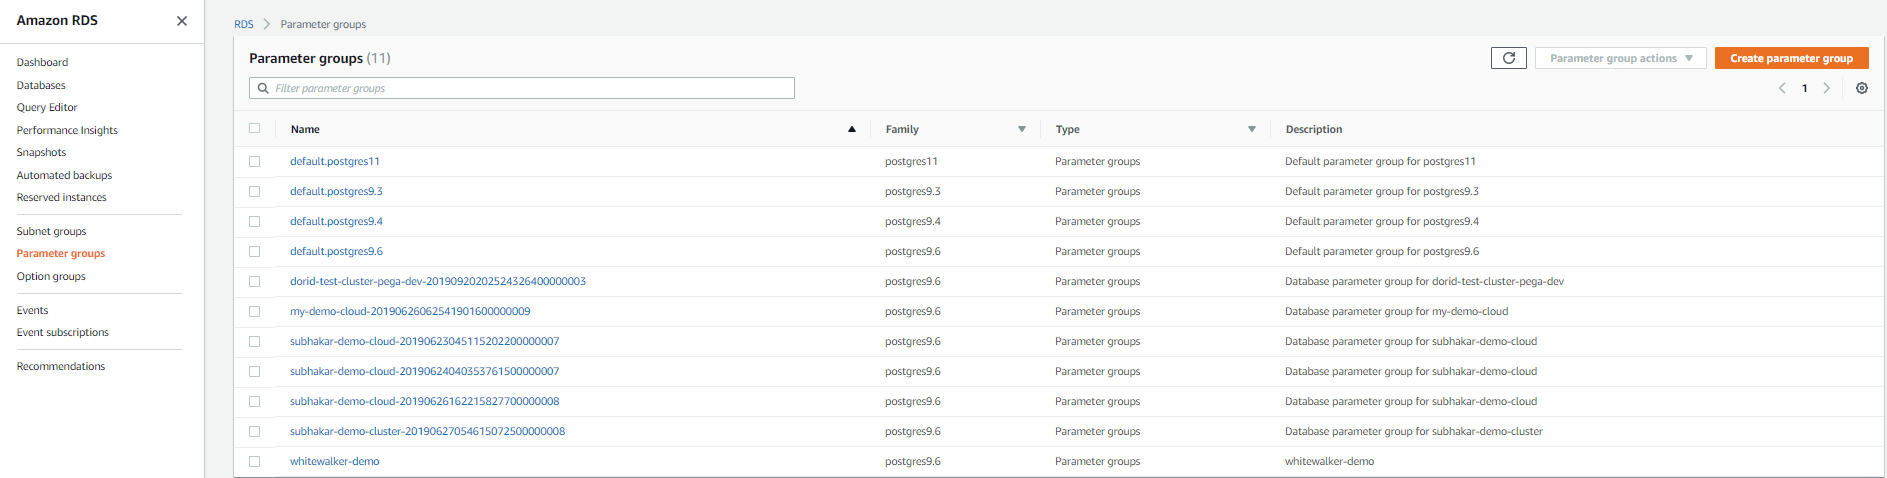 Amazon RDS
Dashboard
Databases
Query Editor
Performance Insights
Snapshots
Automated backups
Reserved instances
Subnet groups
Parameter groups
Option groups
Events
Event subscriptions
Recommendations
RDS > Parameter groups
Parameter groups (11)
Parameter group actions
Create parameter group
Filter parameter groups
1
Name Family Type Description
default.postgres11 postgres11 Parameter groups Default parameter group for postgres11
default.postgres9.3 postgres9.3 Parameter groups Default parameter group for postgres9.3
default.postgres9.4 postgres9.4 Parameter groups Default parameter group for postgres9.4
default.postgres9.6 postgres9.6 Parameter groups Default parameter group for postgres9.6
dorid-test-cluster-pega-dev-20190920202524326400000003 postgres9.6 Parameter groups Database parameter group for dorid-test-cluster-pega-dev
my-demo-cloud-20190626062541901600000009 postgres9.6 Parameter groups Database parameter group for my-demo-cloud
subhakar-demo-cloud-20190623045115202200000007 postgres9.6 Parameter groups Database parameter group for subhakar-demo-cloud
subhakar-demo-cloud-20190624040353761500000007 postgres9.6 Parameter groups Database parameter group for subhakar-demo-cloud
subhakar-demo-cloud-20190626162215827700000008 postgres9.6 Parameter groups Database parameter group for subhakar-demo-cloud
subhakar-demo-cluster-20190627054615072500000008 postgres9.6 Parameter groups Database parameter group for subhakar-demo-cluster
whitewalker-demo postgres9.6 Parameter groups whitewalker-demo